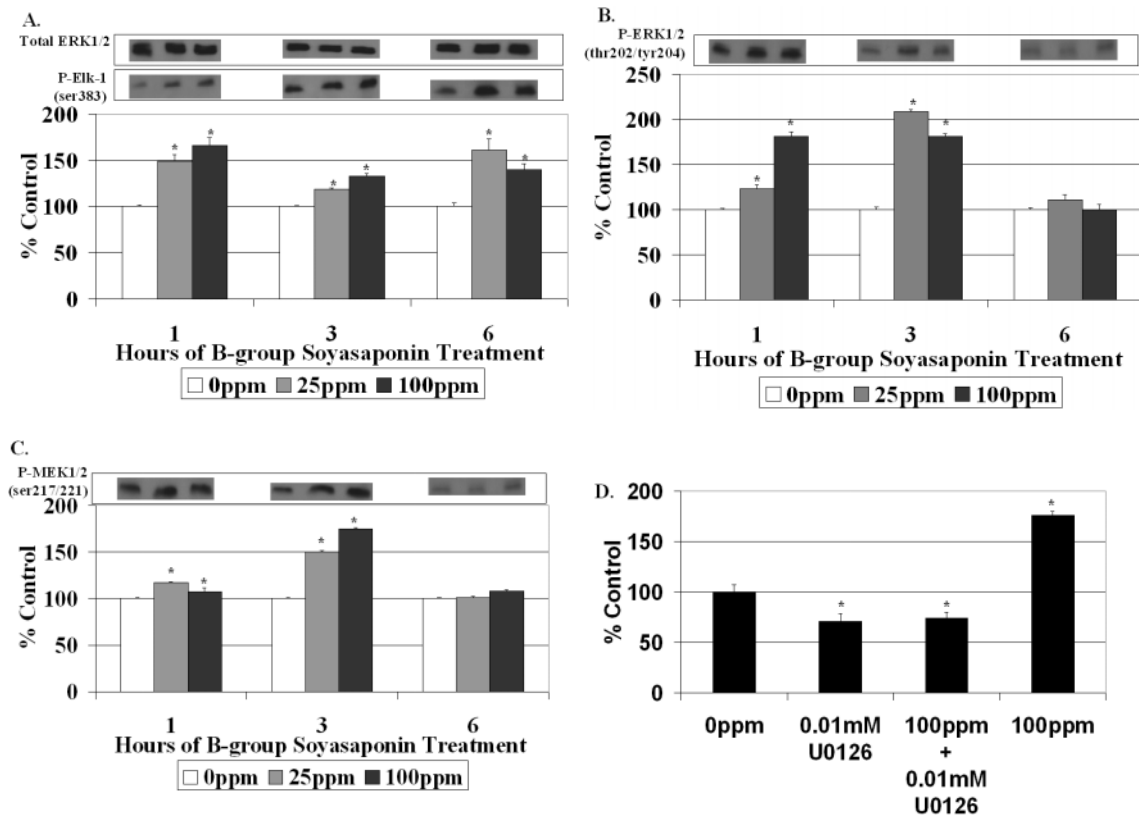 A.
Total ERK1/2
P-Elk-1
(ser383)
200
150
100
50
0
% Control
*
*
*
*
*
*
1 3 6
Hours of B-group Soyasaponin Treatment
0ppm 25ppm 100ppm
B.
P-ERK1/2
(thr202/tyr204)
250
200
150
100
50
0
% Control
*
*
*
*
1 3 6
Hours of B-group Soyasaponin Treatment
0ppm 25ppm 100ppm
C.
P-MEK1/2
(ser217/221)
200
150
100
50
0
% Control
*
*
*
*
1 3 6
Hours of B-group Soyasaponin Treatment
0ppm 25ppm 100ppm
D.
200
150
100
50
0
% Control
*
*
*
0ppm
0.01mM
U0126
100ppm
+
0.01mM
U0126
100ppm